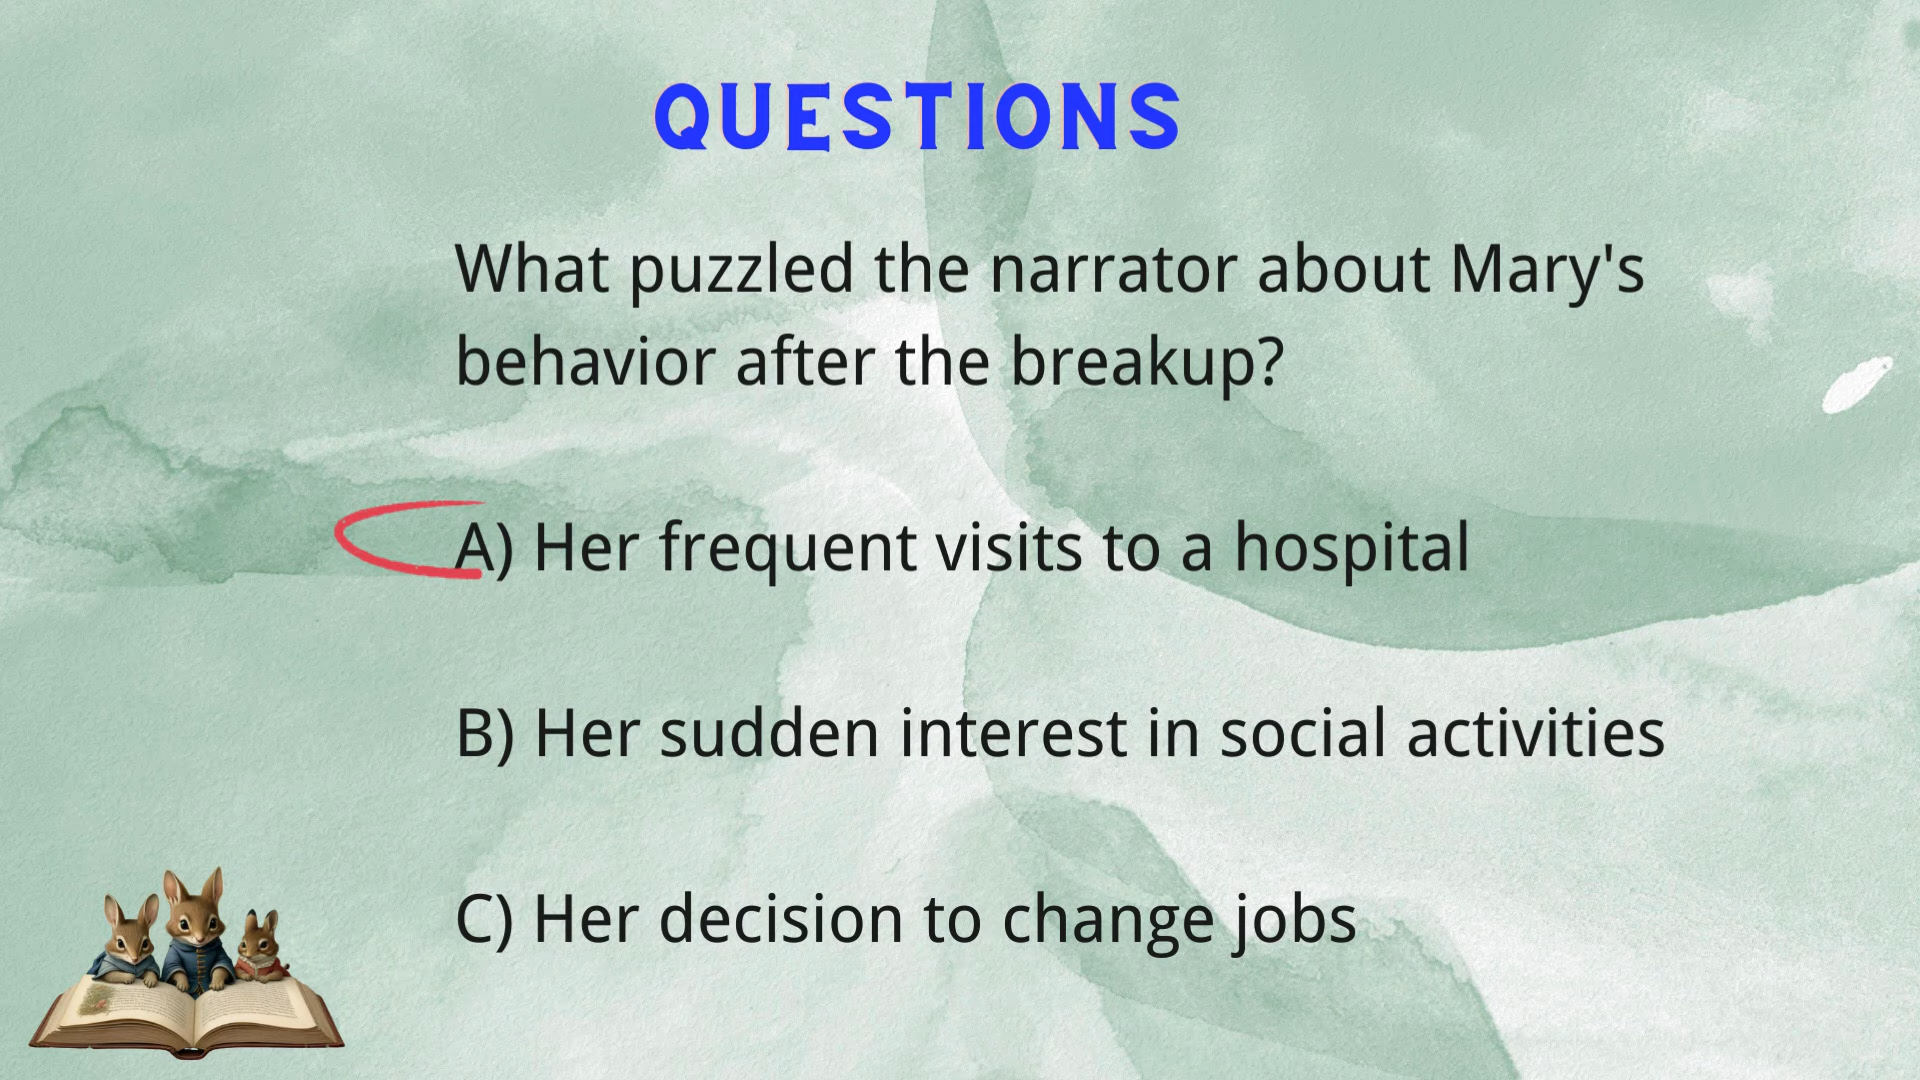 QUESTIONS
What puzzled the narrator about Mary's
behavior after the breakup?
A) Her frequent visits to a hospital
B) Her sudden interest in social activities
C) Her decision to change jobs